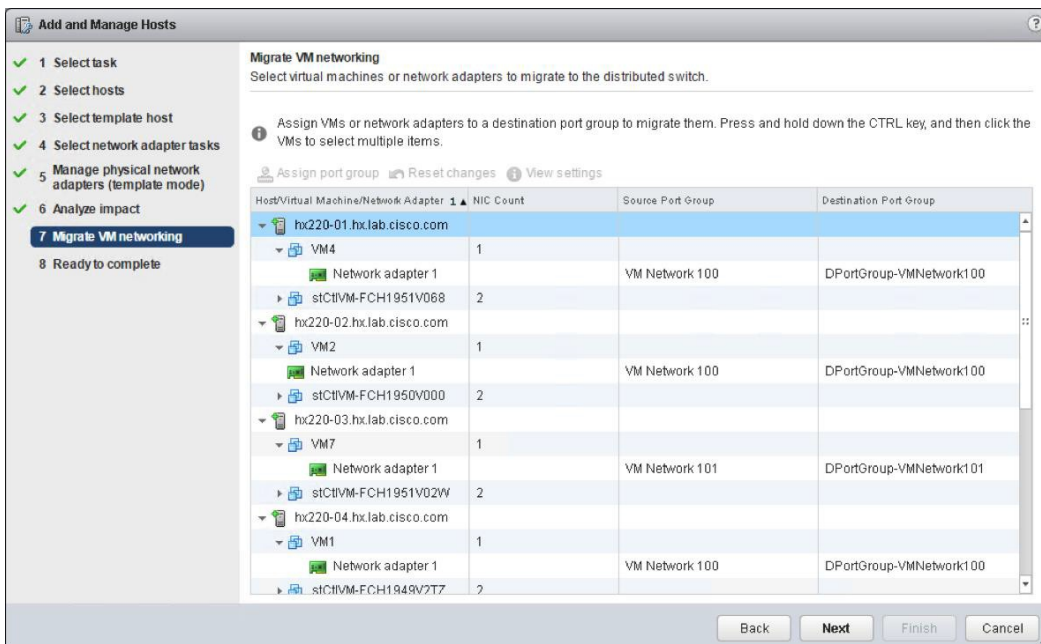 Add and Manage Hosts
?
1 Select task
2 Select hosts
3 Select template host
4 Select network adapter tasks
5 Manage physical network
adapters (template mode)
6 Analyze impact
7 Migrate VM networking
8 Ready to complete
Migrate VM networking
Select virtual machines or network adapters to migrate to the distributed switch.
Assign VMs or network adapters to a destination port group to migrate them. Press and hold down the CTRL key, and then click the
VMs to select multiple items.
Assign port group Reset changes View settings
Host/Virtual Machine/Network Adapter 1 NIC Count Source Port Group Destination Port Group
hx220-01.hx.lab.cisco.com
VM4 1
Network adapter 1 VM Network 100 DPortGroup-VMNetwork100
stCtlVM-FCH1951V068 2
hx220-02.hx.lab.cisco.com
VM2 1
Network adapter 1 VM Network 100 DPortGroup-VMNetwork100
stCtlVM-FCH1950V000 2
hx220-03.hx.lab.cisco.com
VM7 1
Network adapter 1 VM Network 101 DPortGroup-VMNetwork101
stCtlVM-FCH1951V02W 2
hx220-04.hx.lab.cisco.com
VM1 1
Network adapter 1 VM Network 100 DPortGroup-VMNetwork100
stCtlVM-FCH1949V2TZ 2
Back Next Finish Cancel